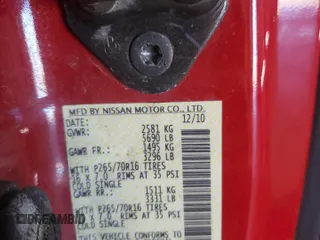 MFD BY NISSAN MOTOR CO., LTD.
DATE: 12/10
GVWR: 2581 KG
5690 LB
GAWR FR: 1495 KG
3296 LB
WITH P265/70R16 TIRES
16 X 7.0 RIMS AT 35 PSI
COLD SINGLE
GAWR RR: 1511 KG
3331 LB
WITH P265/70R16 TIRES
16 X 7.0 RIMS AT 35 PSI
COLD SINGLE
THIS VEHICLE CONFORMS TO
DREAMBID